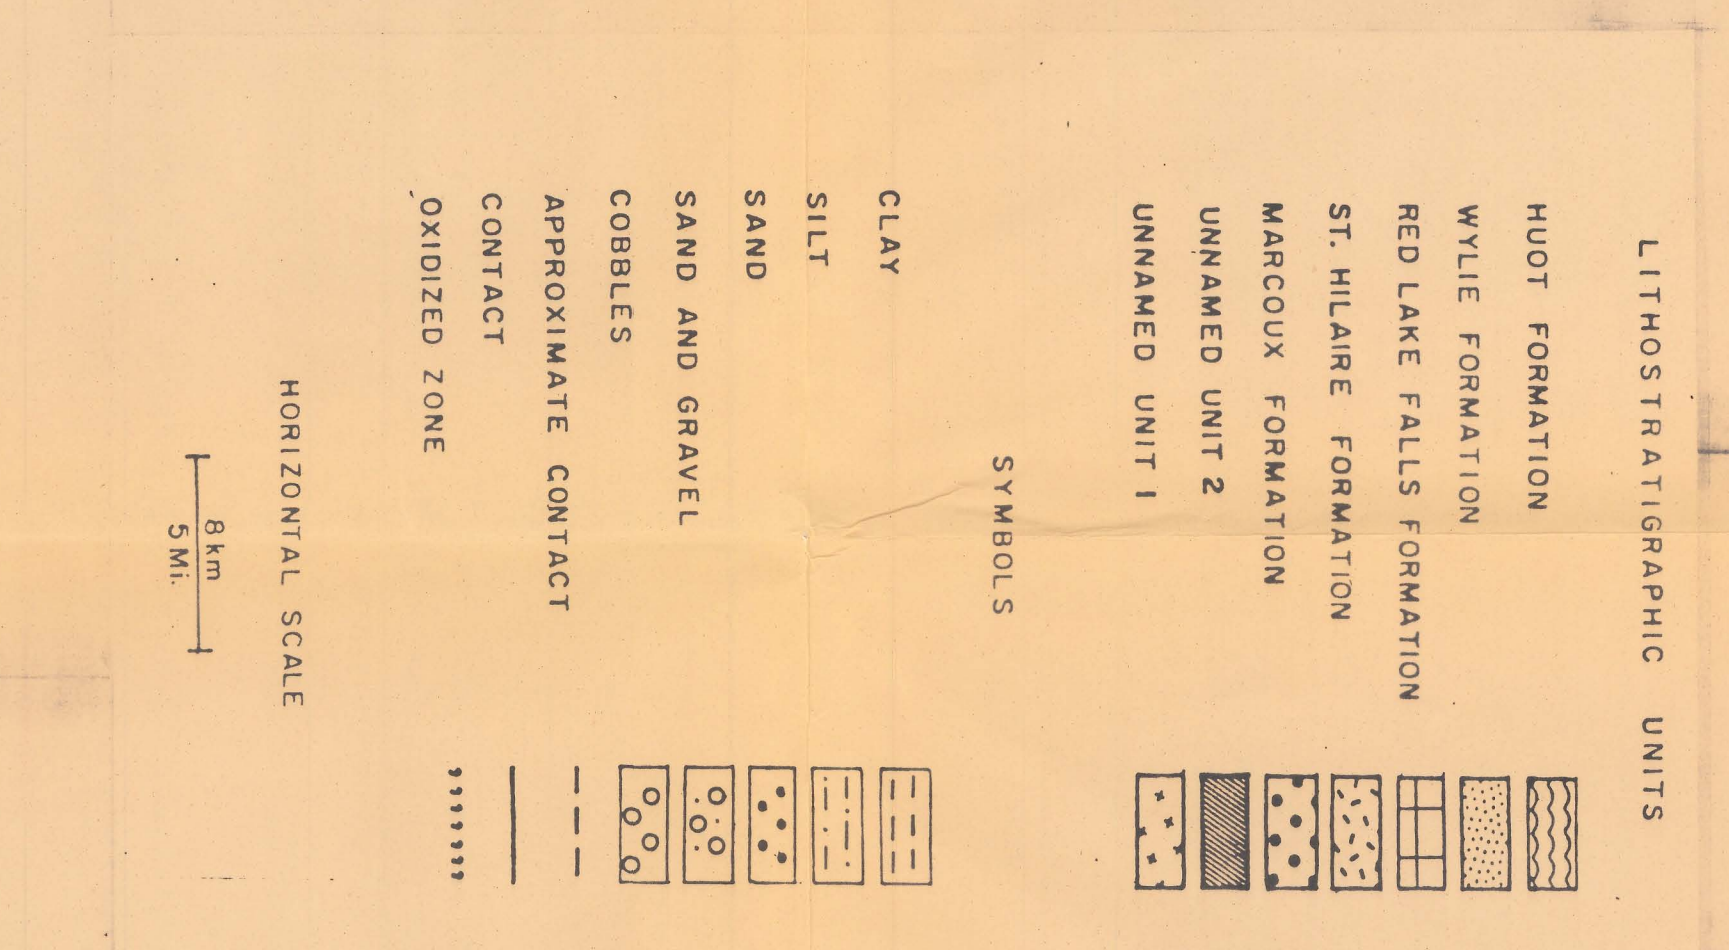 LITHOSTRATIGRAPHIC UNITS
HUOT FORMATION
WYLIE FORMATION
RED LAKE FALLS FORMATION
ST. HILAIRE FORMATION
MARCOUX FORMATION
UNNAMED UNIT 2
UNNAMED UNIT 1
SYMBOLS
CLAY
SILT
SAND
SAND AND GRAVEL
COBBLES
APPROXIMATE CONTACT
CONTACT
OXIDIZED ZONE
HORIZONTAL SCALE
8 km
5 Mi.